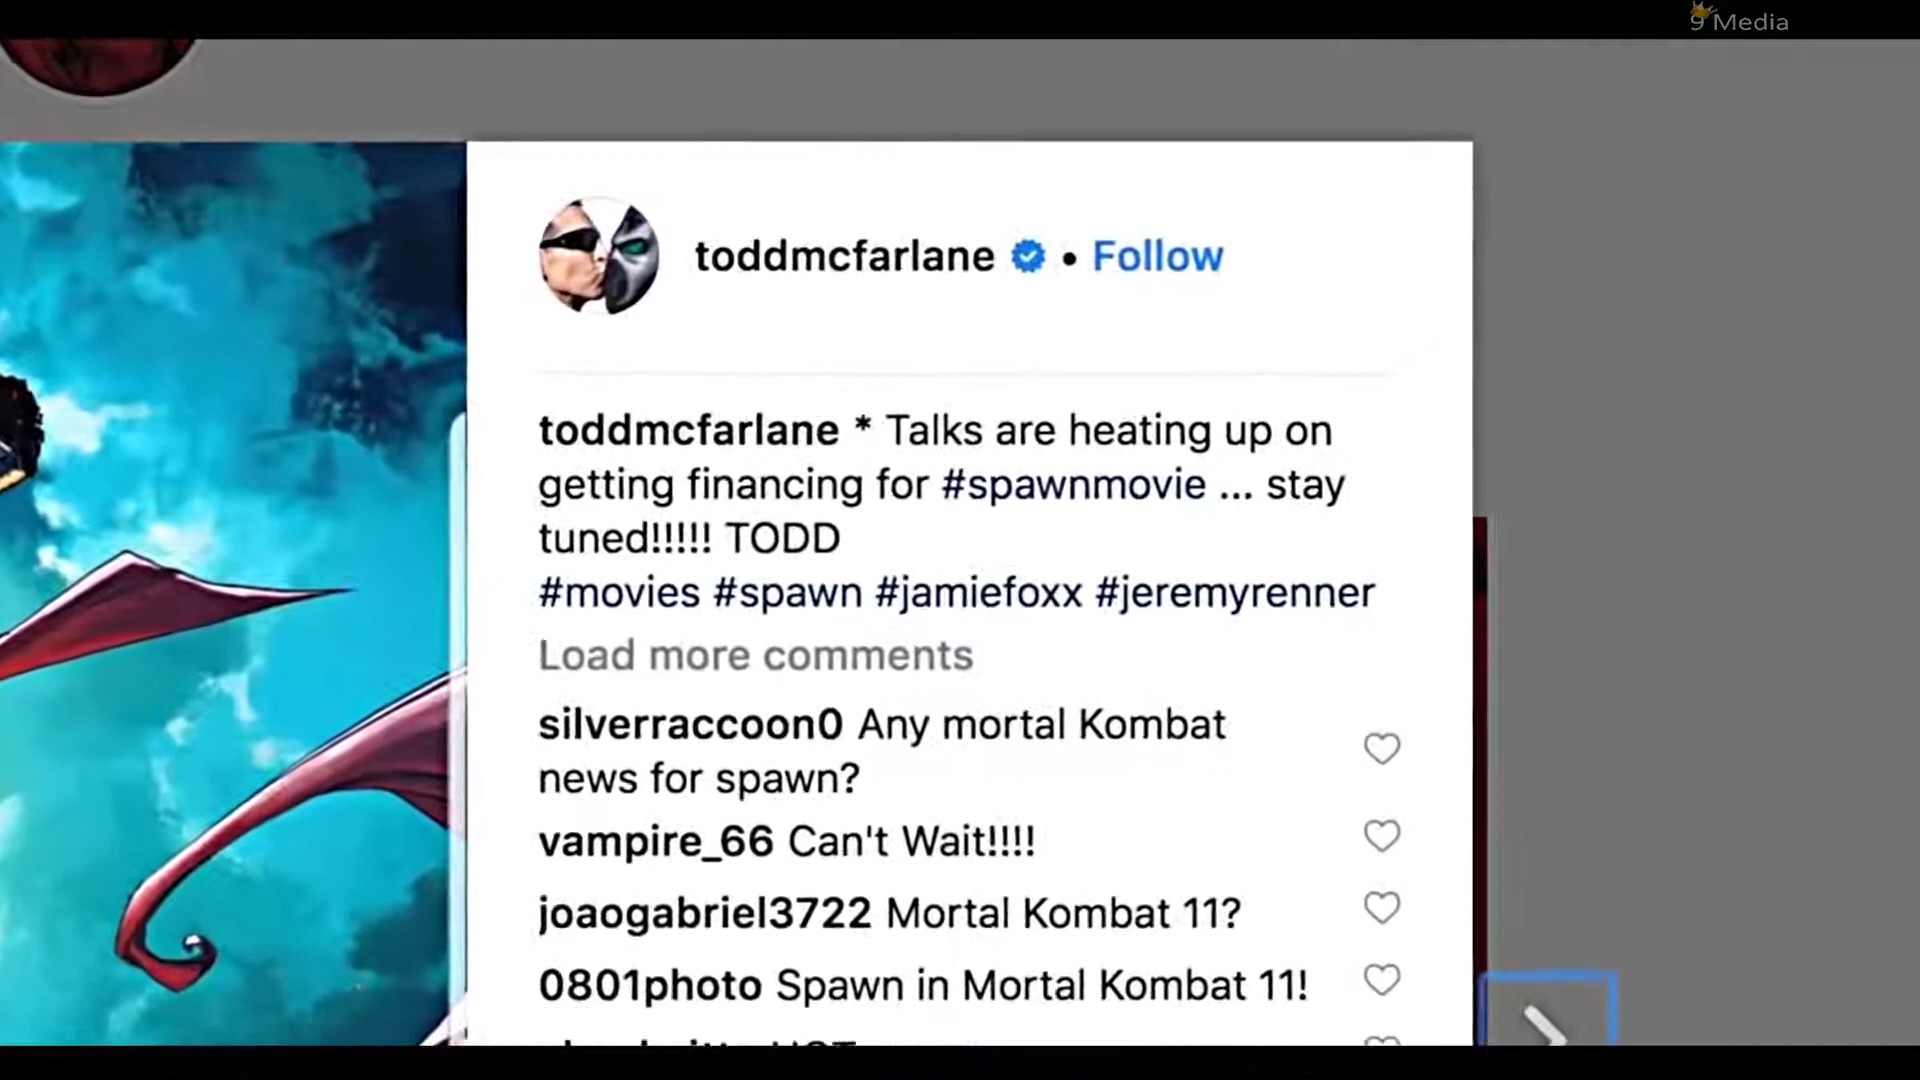 9 Media
toddmcfarlane • Follow
toddmcfarlane * Talks are heating up on
getting financing for #spawnmovie ... stay
tuned!!!!! TODD
#movies #spawn #jamiefoxx #jeremyrenner
Load more comments
silverraccoon0 Any mortal Kombat
news for spawn?
vampire_66 Can't Wait!!!!
joaogabriel3722 Mortal Kombat 11?
0801photo Spawn in Mortal Kombat 11!